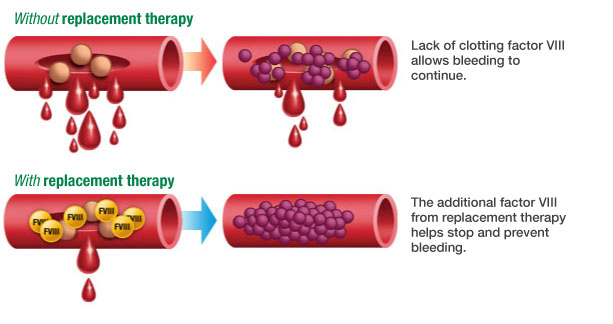 Without replacement therapy
Lack of clotting factor VIII
allows bleeding to
continue.
With replacement therapy
FVIII
FVIII
FVIII
FVIII
FVIII
FVIII
The additional factor VIII
from replacement therapy
helps stop and prevent
bleeding.